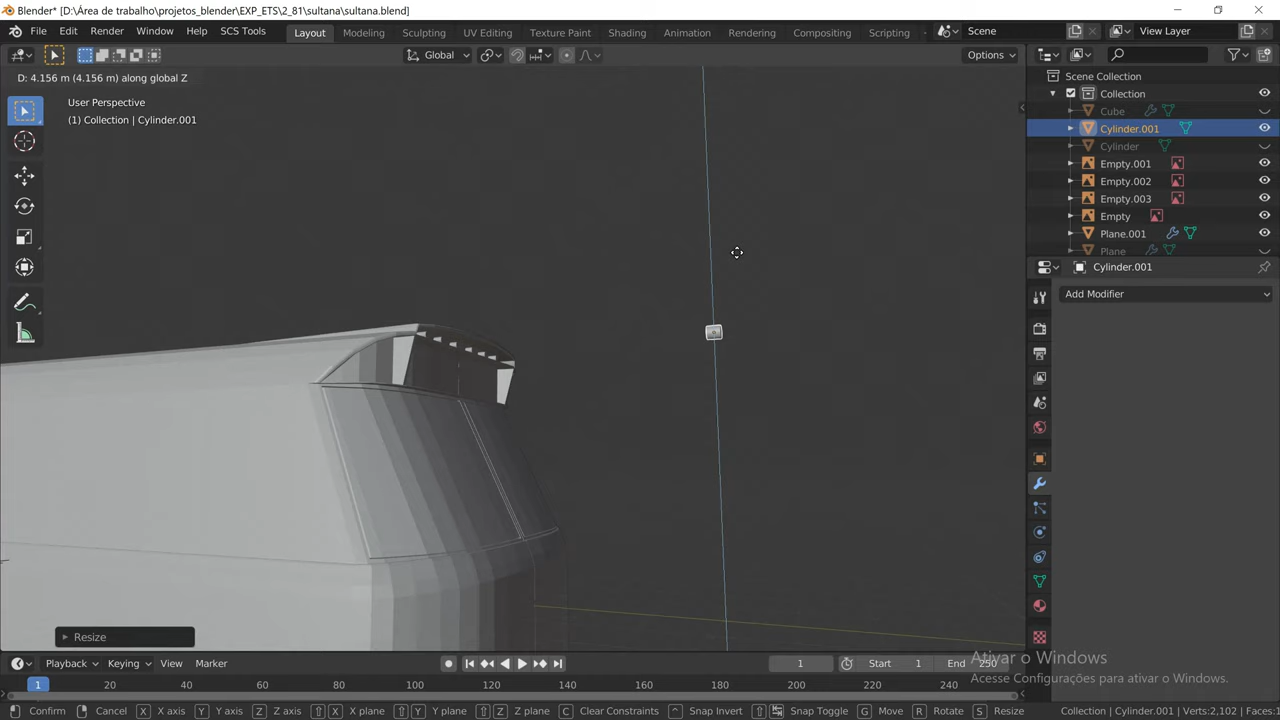 Blender* [D:\Área de trabalho\projetos_blender\EXP_ETS\2_81\sultana\sultana.blend]
File Edit Render Window Help SCS Tools Layout Modeling Sculpting UV Editing Texture Paint Shading Animation Compositing Rendering Scripting Scene View Layer
Global Options
D: 4.156 m (4.156 m) along global Z
User Perspective
(1) Collection | Cylinder.001
Scene Collection
Collection
Cube
Cylinder.001
Cylinder
Empty.001
Empty.002
Empty.003
Empty
Plane.001
Plane
Cylinder.001
Add Modifier
Resize
Ativar o Windows
Acesse Configurações para ativar o Windows.
Playback Keying View Marker 1 Start 1 End 250
1 20 40 60 80 100 120 140 160 180 200 220 240
Confirm Cancel X X axis Y Y axis Z Z axis X X plane Y Y plane Z Z plane C Clear Constraints Snap Invert Snap Toggle G Move R Rotate S Resize Collection | Cylinder.001 | Verts:2,102 | Faces:1